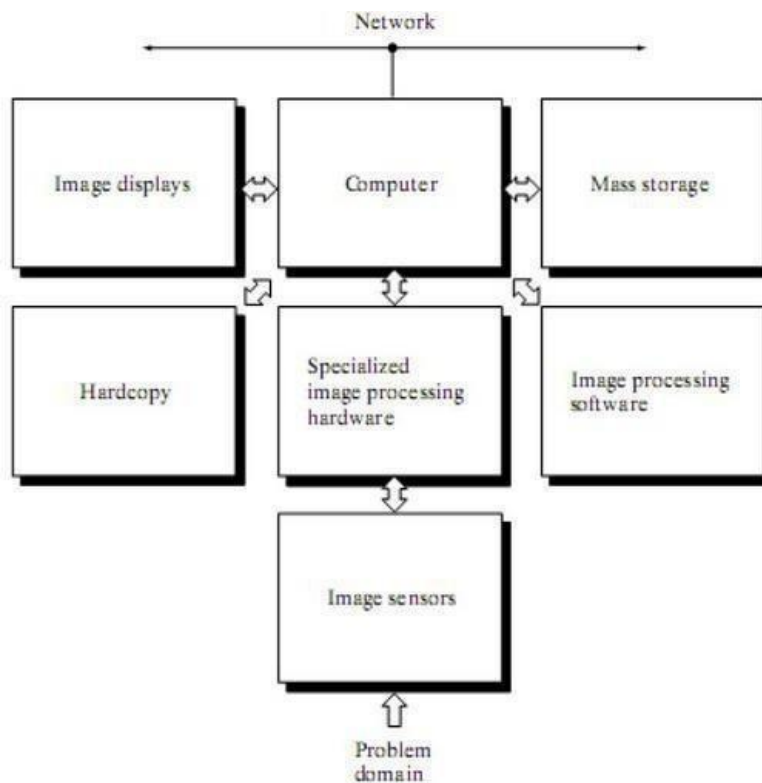 Network
Image displays
Computer
Mass storage
Hardcopy
Specialized
image processing
hardware
Image processing
software
Image sensors
Problem
domain